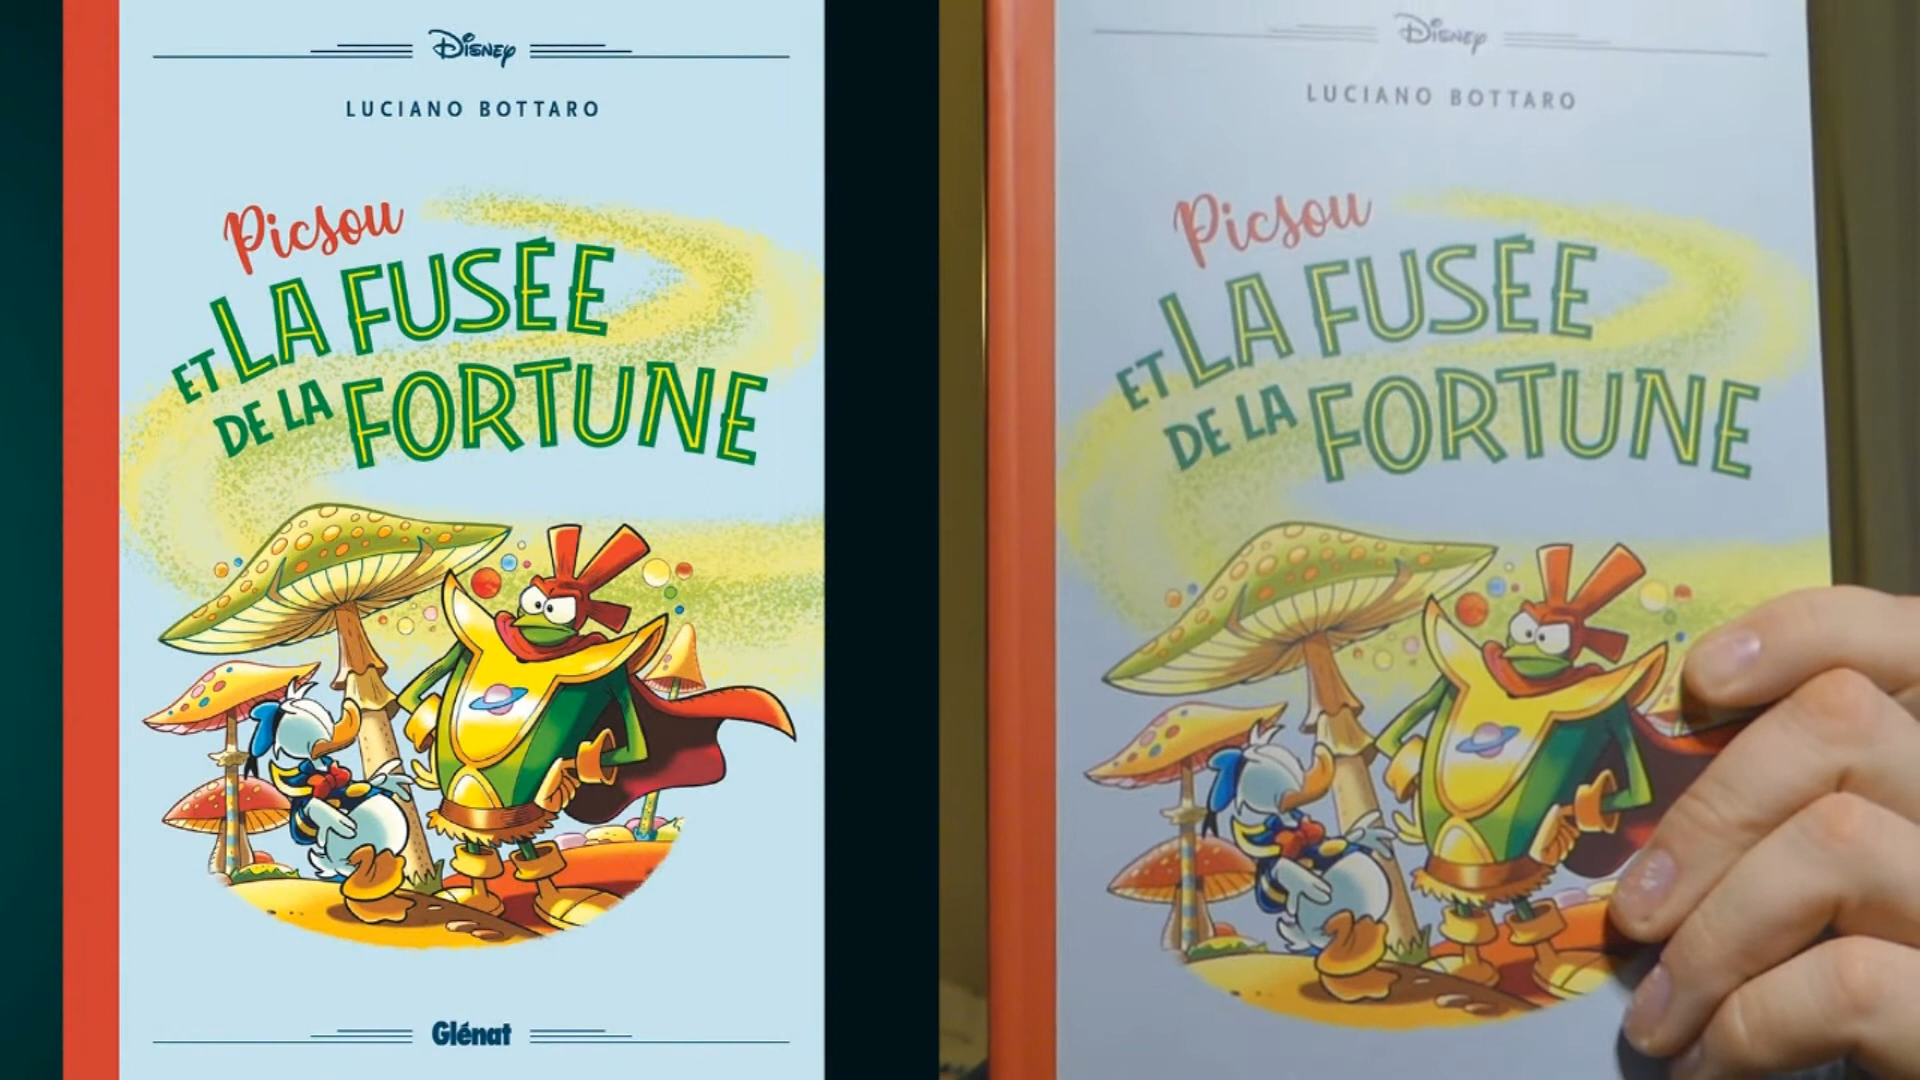 Disney
LUCIANO BOTTARO
Picsou
ET LA FUSÉE
DE LA FORTUNE
Glénat
Disney
LUCIANO BOTTARO
Picsou
ET LA FUSÉE
DE LA FORTUNE